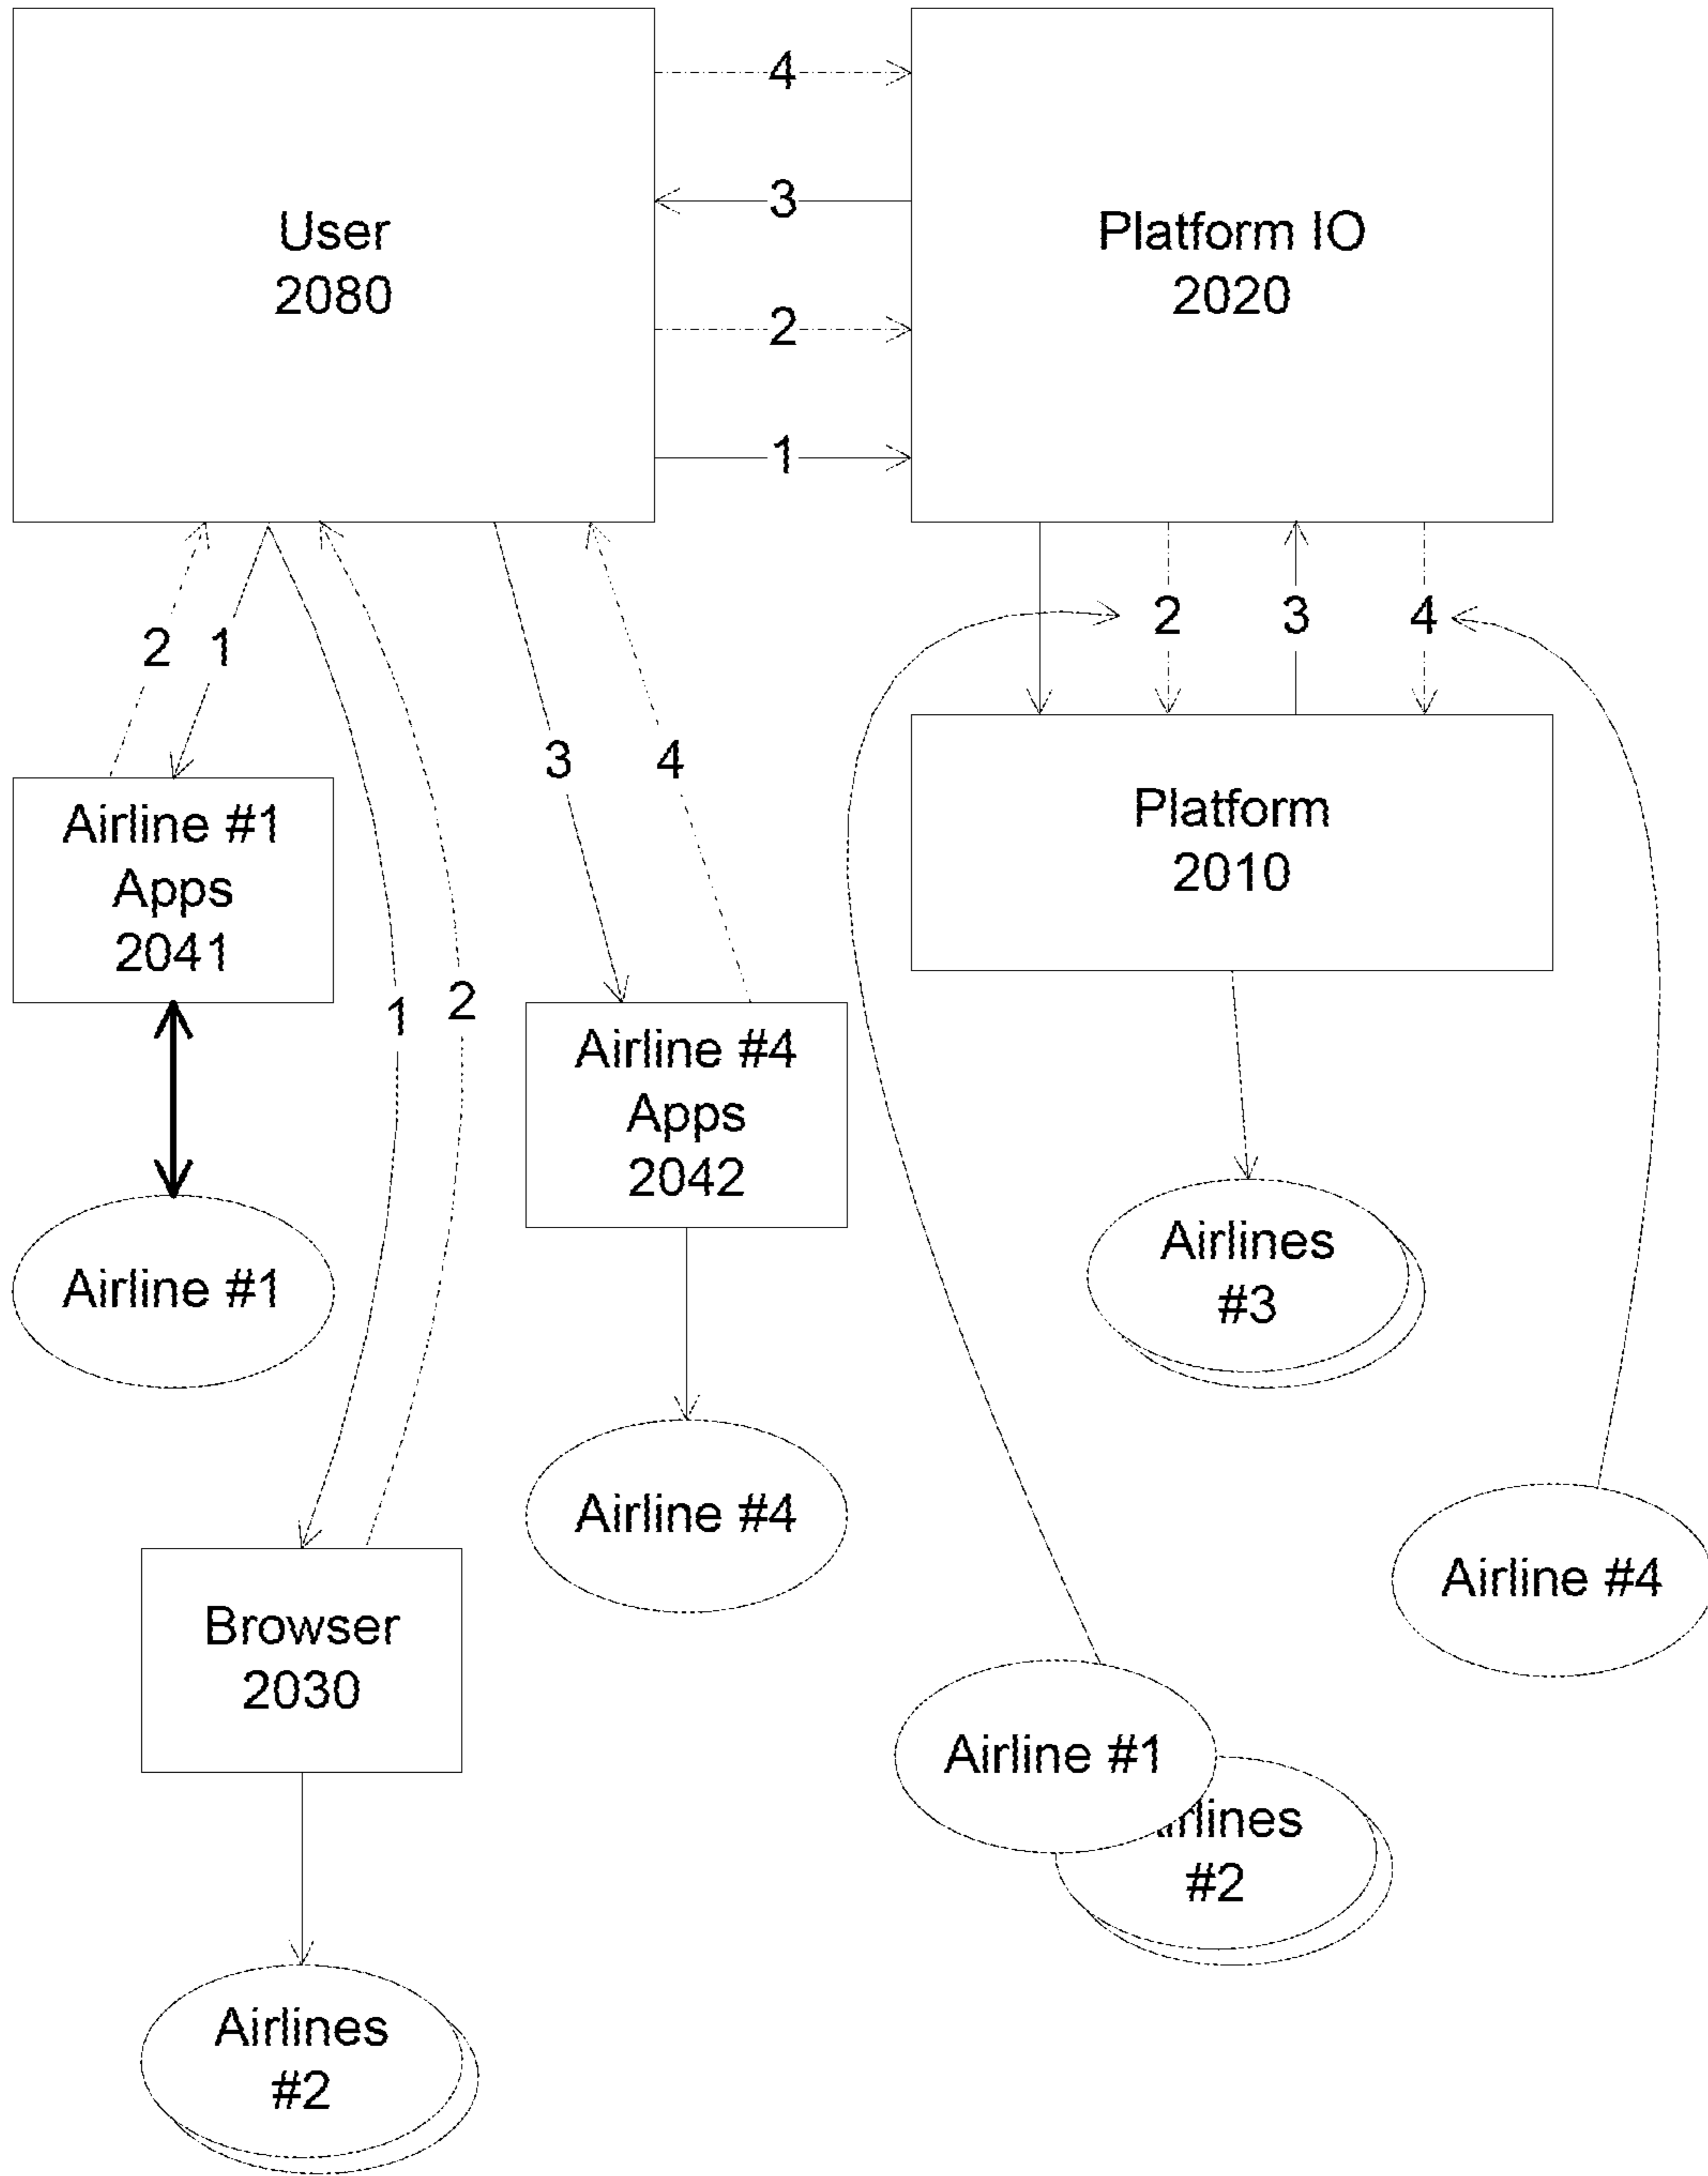 User
2080
4
3
2
1
Platform IO
2020
2
1
3
4
2
3
4
Airline #1
Apps
2041
Platform
2010
1
2
Airline #4
Apps
2042
Airline #1
Airlines
#3
Airline #4
Airline #4
Browser
2030
Airline #1
#2
Airlines
#2